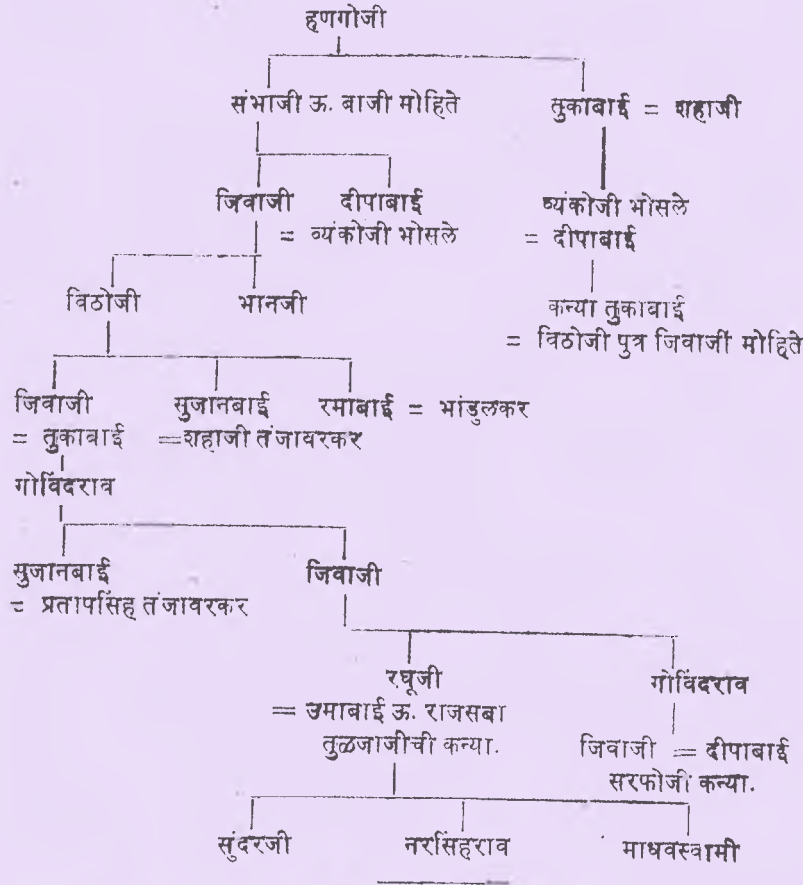 हणगोजी
संभाजी ऊ. बाजी मोहिते तुकाबाई = शहाजी
जिवाजी दीपाबाई व्यंकोजी भोसले
= व्यंकोजी भोसले = दीपाबाई
विठोजी भानजी कन्या तुकाबाई
= विठोजी पुत्र जिवाजी मोहिते
जिवाजी सुजानबाई रमाबाई = भांडुलकर
= तुकाबाई =शहाजी तंजावरकर
गोविंदराव
सुजानबाई जिवाजी
= प्रतापसिंह तंजावरकर
रघूजी गोविंदराव
= उमाबाई ऊ. राजसबा
तुळजाजीची कन्या. जिवाजी = दीपाबाई
सरफोजी कन्या.
सुंदरजी नरसिंहराव माधवस्वामी